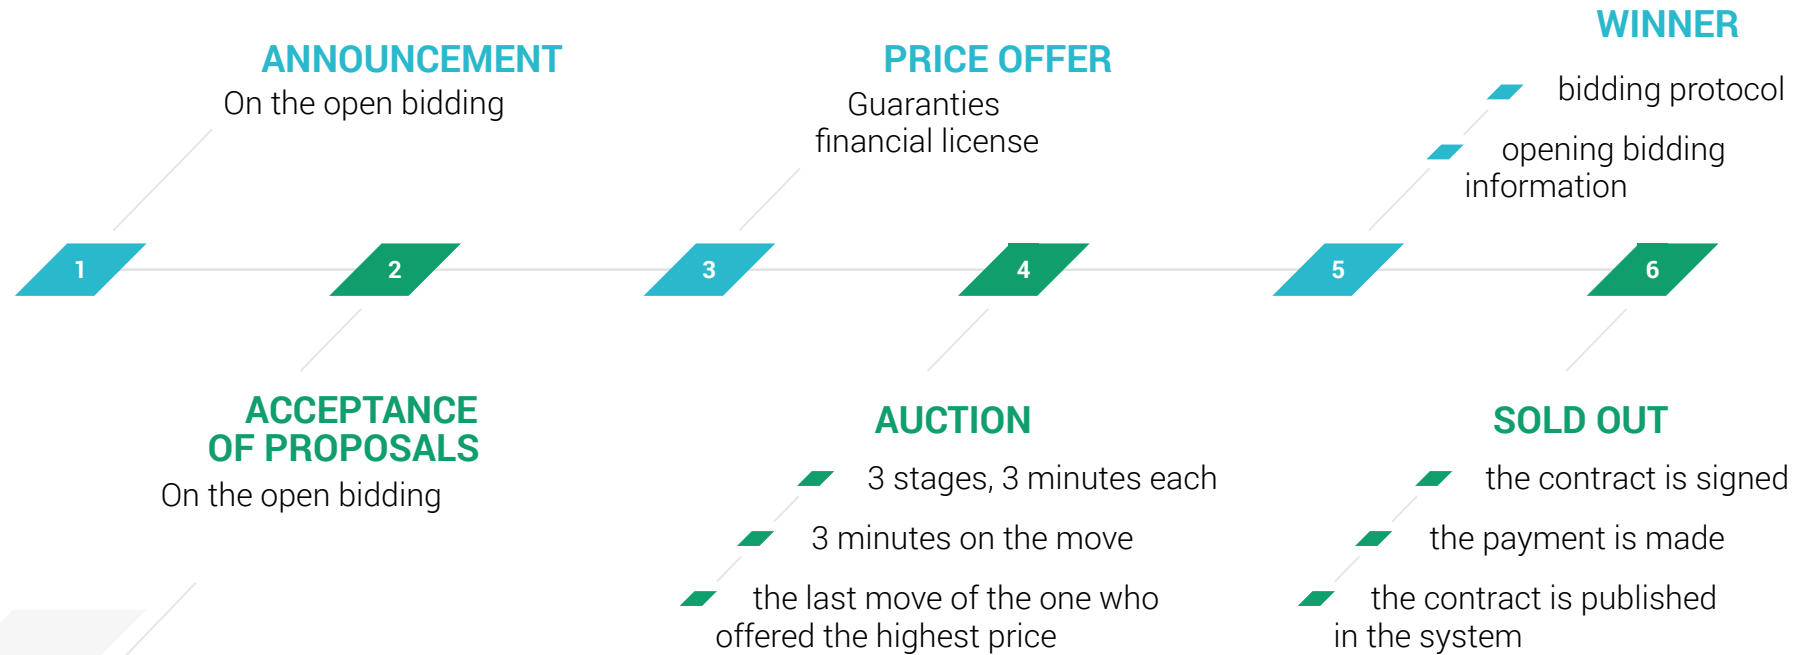 ANNOUNCEMENT
On the open bidding
PRICE OFFER
Guaranties
financial license
WINNER
bidding protocol
opening bidding
information
1
2
3
4
5
6
ACCEPTANCE
OF PROPOSALS
On the open bidding
AUCTION
3 stages, 3 minutes each
3 minutes on the move
the last move of the one who
offered the highest price
SOLD OUT
the contract is signed
the payment is made
the contract is published
in the system